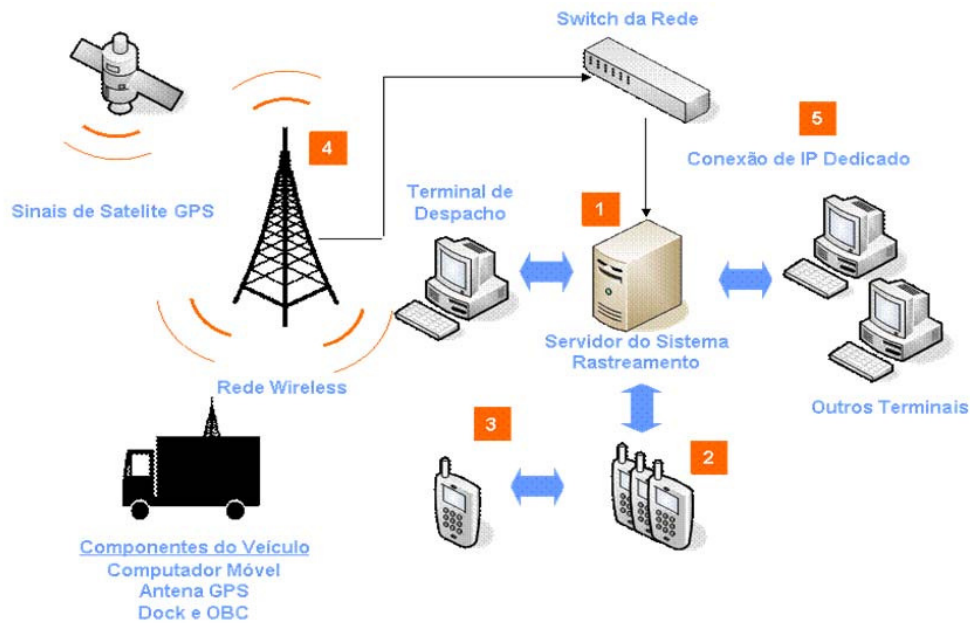 Switch da Rede
4
5
Conexão de IP Dedicado
Sinais de Satelite GPS
Terminal de
Despacho
1
Servidor do Sistema
Rastreamento
Rede Wireless
Outros Terminais
3
2
Componentes do Veículo
Computador Móvel
Antena GPS
Dock e OBC